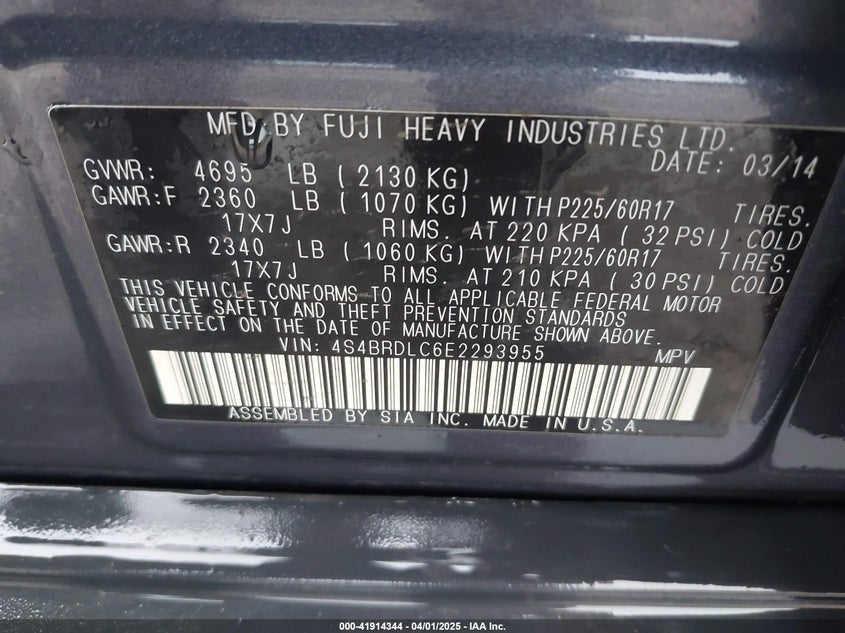 MFD BY FUJI HEAVY INDUSTRIES LTD.
DATE: 03/14
GVWR: 4695 LB ( 2130 KG)
GAWR:F 2360 LB ( 1070 KG) WITH P225/60R17 TIRES.
17X7J RIMS. AT 220 KPA ( 32 PSI) COLD
GAWR:R 2340 LB ( 1060 KG) WITH P225/60R17 TIRES.
17X7J RIMS. AT 210 KPA ( 30 PSI) COLD
THIS VEHICLE CONFORMS TO ALL APPLICABLE FEDERAL MOTOR
VEHICLE SAFETY AND THEFT PREVENTION STANDARDS
IN EFFECT ON THE DATE OF MANUFACTURE SHOWN ABOVE.
VIN: 4S4BRDLC6E2293955 MPV
ASSEMBLED BY SIA INC. MADE IN U.S.A.
000-41914344 - 04/01/2025 - IAA Inc.